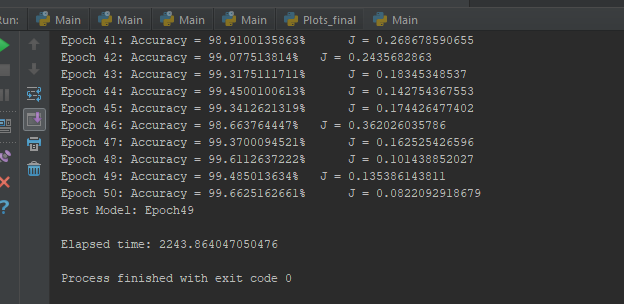 Run: Main Main Main Main Plots_final Main
Epoch 41: Accuracy = 98.9100135863% J = 0.268678590655
Epoch 42: Accuracy = 99.077513814% J = 0.2435682863
Epoch 43: Accuracy = 99.3175111711% J = 0.18345348537
Epoch 44: Accuracy = 99.4500100613% J = 0.142754367553
Epoch 45: Accuracy = 99.3412621319% J = 0.174426477402
Epoch 46: Accuracy = 98.663764447% J = 0.362026035786
Epoch 47: Accuracy = 99.3700094521% J = 0.162525426596
Epoch 48: Accuracy = 99.6112637222% J = 0.101438852027
Epoch 49: Accuracy = 99.485013634% J = 0.135386143811
Epoch 50: Accuracy = 99.6625162661% J = 0.0822092918679
Best Model: Epoch49
Elapsed time: 2243.864047050476
Process finished with exit code 0